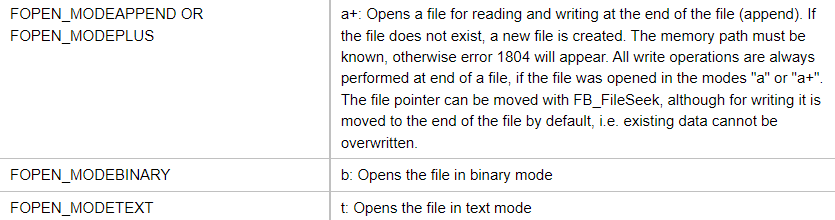 FOPEN_MODEAPPEND OR
FOPEN_MODEPLUS
a+: Opens a file for reading and writing at the end of the file (append). If
the file does not exist, a new file is created. The memory path must be
known, otherwise error 1804 will appear. All write operations are always
performed at end of a file, if the file was opened in the modes "a" or "a+".
The file pointer can be moved with FB_FileSeek, although for writing it is
moved to the end of the file by default, i.e. existing data cannot be
overwritten.
FOPEN_MODEBINARY
b: Opens the file in binary mode
FOPEN_MODETEXT
t: Opens the file in text mode